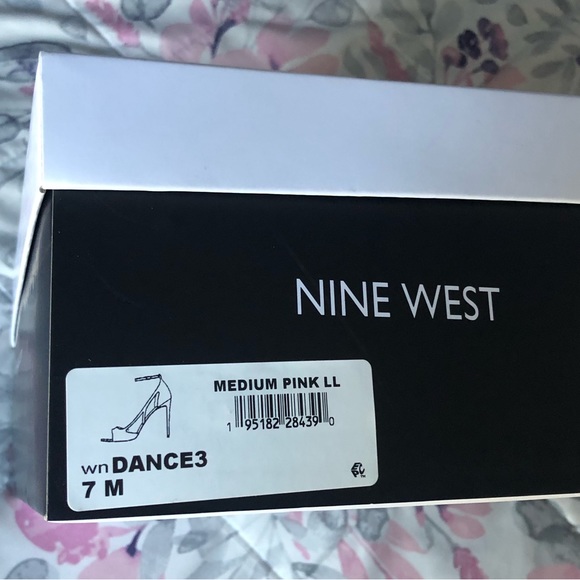 NINE WEST
MEDIUM PINK LL
1 95182 28439 0
wn DANCE3
7 M